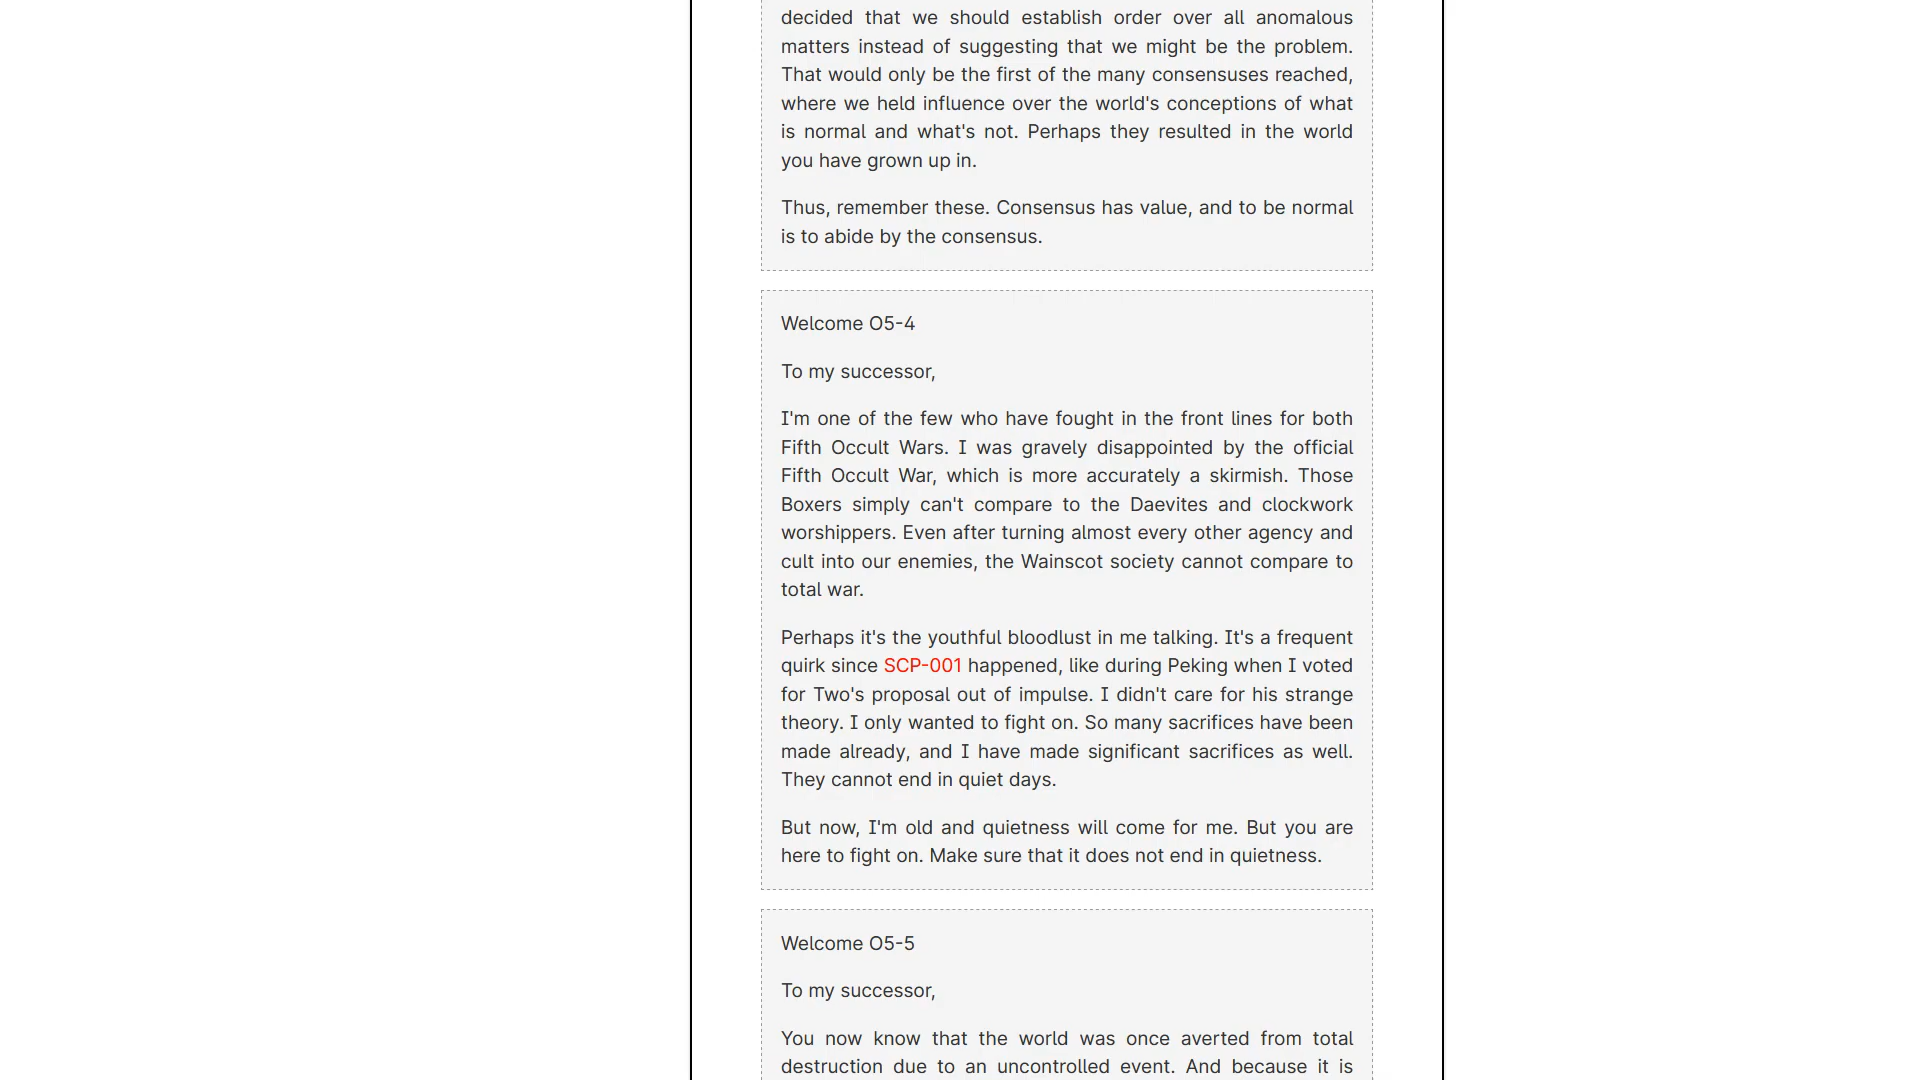 decided that we should establish order over all anomalous
matters instead of suggesting that we might be the problem.
That would only be the first of the many consensuses reached,
where we held influence over the world's conceptions of what
is normal and what's not. Perhaps they resulted in the world
you have grown up in.
Thus, remember these. Consensus has value, and to be normal
is to abide by the consensus.
Welcome O5-4
To my successor,
I'm one of the few who have fought in the front lines for both
Fifth Occult Wars. I was gravely disappointed by the official
Fifth Occult War, which is more accurately a skirmish. Those
Boxers simply can't compare to the Daevites and clockwork
worshippers. Even after turning almost every other agency and
cult into our enemies, the Wainscot society cannot compare to
total war.
Perhaps it's the youthful bloodlust in me talking. It's a frequent
quirk since SCP-001 happened, like during Peking when I voted
for Two's proposal out of impulse. I didn't care for his strange
theory. I only wanted to fight on. So many sacrifices have been
made already, and I have made significant sacrifices as well.
They cannot end in quiet days.
But now, I'm old and quietness will come for me. But you are
here to fight on. Make sure that it does not end in quietness.
Welcome O5-5
To my successor,
You now know that the world was once averted from total
destruction due to an uncontrolled event. And because it is